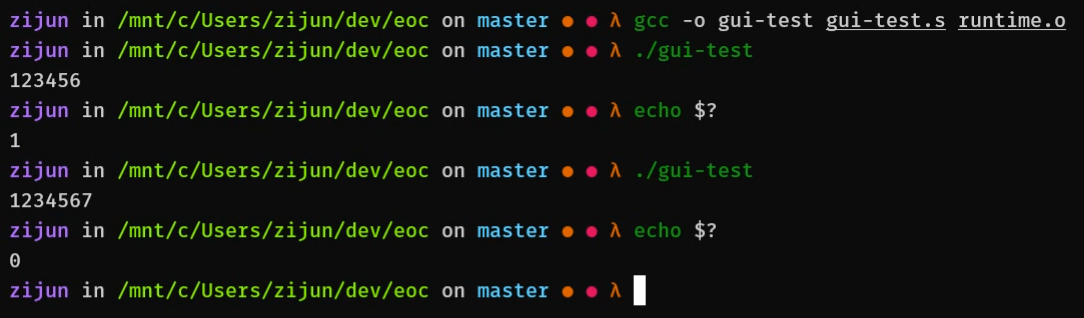 zijun in /mnt/c/Users/zijun/dev/eoc on master ● ● λ gcc -o gui-test gui-test.s runtime.o
zijun in /mnt/c/Users/zijun/dev/eoc on master ● ● λ ./gui-test
123456
zijun in /mnt/c/Users/zijun/dev/eoc on master ● ● λ echo $?
1
zijun in /mnt/c/Users/zijun/dev/eoc on master ● ● λ ./gui-test
1234567
zijun in /mnt/c/Users/zijun/dev/eoc on master ● ● λ echo $?
0
zijun in /mnt/c/Users/zijun/dev/eoc on master ● ● λ